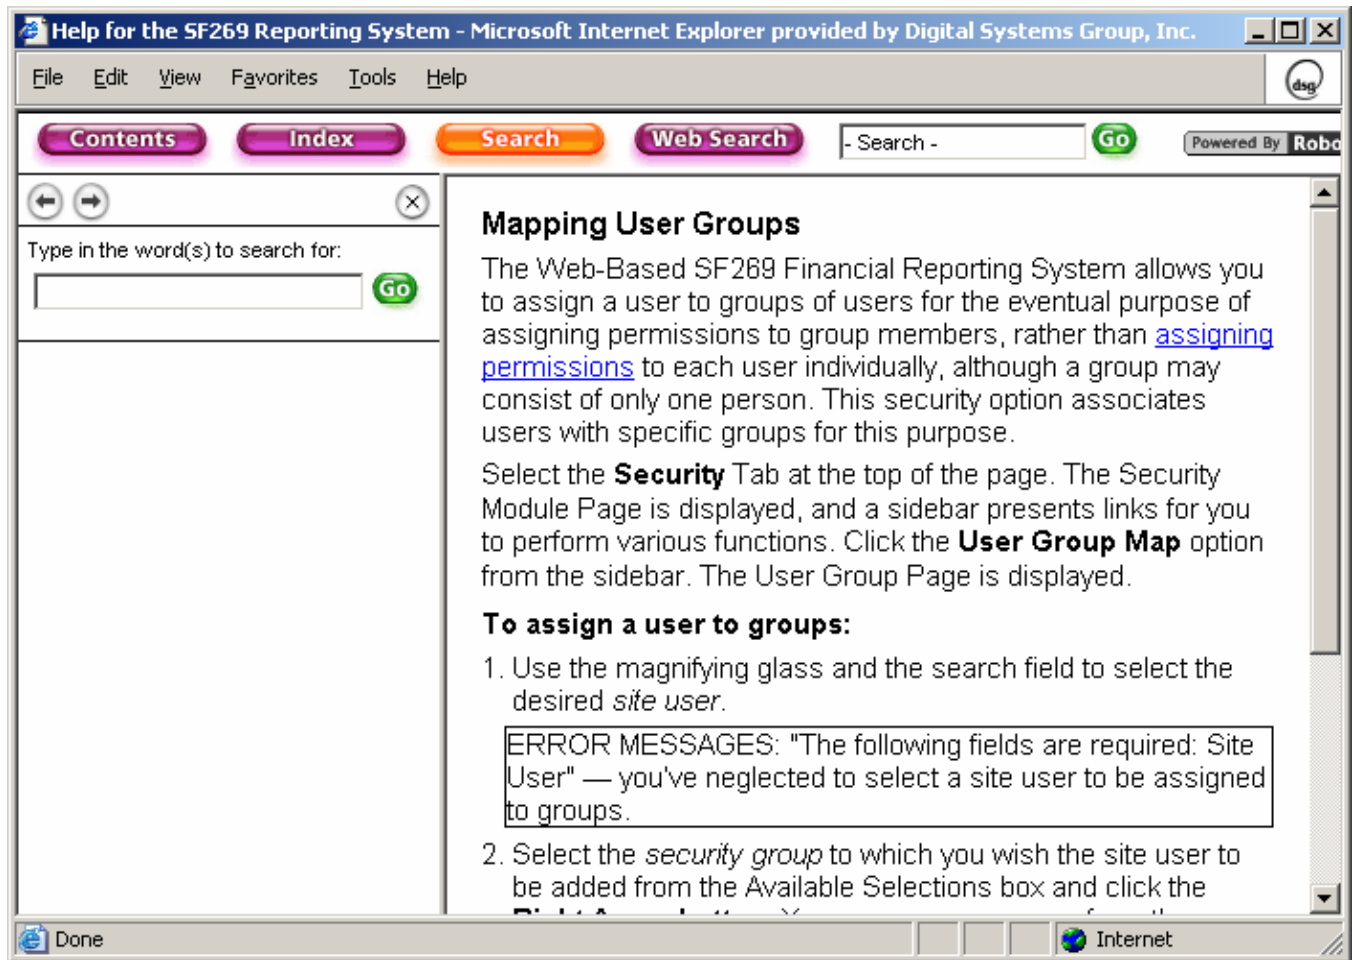 Help for the SF269 Reporting System - Microsoft Internet Explorer provided by Digital Systems Group, Inc.
File Edit View Favorites Tools Help
dsg
Contents Index Search Web Search - Search - Go Powered By Robo
Type in the word(s) to search for:
Go
Mapping User Groups
The Web-Based SF269 Financial Reporting System allows you
to assign a user to groups of users for the eventual purpose of
assigning permissions to group members, rather than assigning
permissions to each user individually, although a group may
consist of only one person. This security option associates
users with specific groups for this purpose.
Select the Security Tab at the top of the page. The Security
Module Page is displayed, and a sidebar presents links for you
to perform various functions. Click the User Group Map option
from the sidebar. The User Group Page is displayed.
To assign a user to groups:
1. Use the magnifying glass and the search field to select the
desired site user.
ERROR MESSAGES: "The following fields are required: Site
User" — you've neglected to select a site user to be assigned
to groups.
2. Select the security group to which you wish the site user to
be added from the Available Selections box and click the
Done
Internet